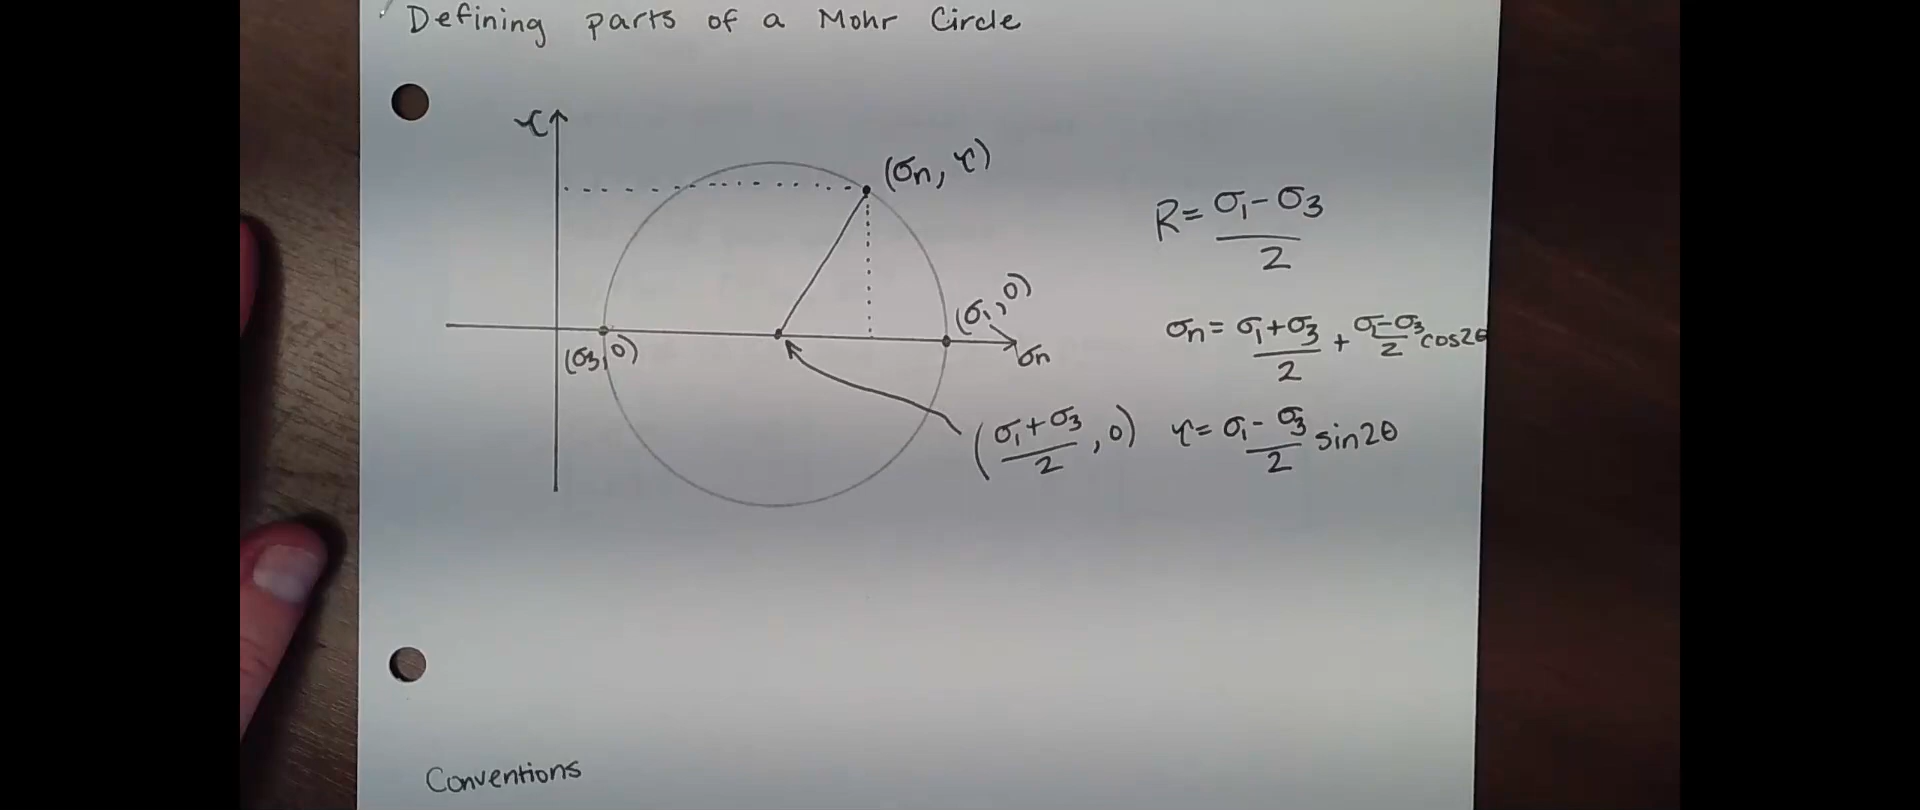 Defining parts of a Mohr Circle
τ
(σn, τ)
R = σ1 - σ3 / 2
(σ1, 0)
σn = σ1 + σ3 / 2 + σ1 - σ3 / 2 cos2θ
(σ3, 0)
σn
(σ1 + σ3 / 2, 0)
τ = σ1 - σ3 / 2 sin2θ
Conventions